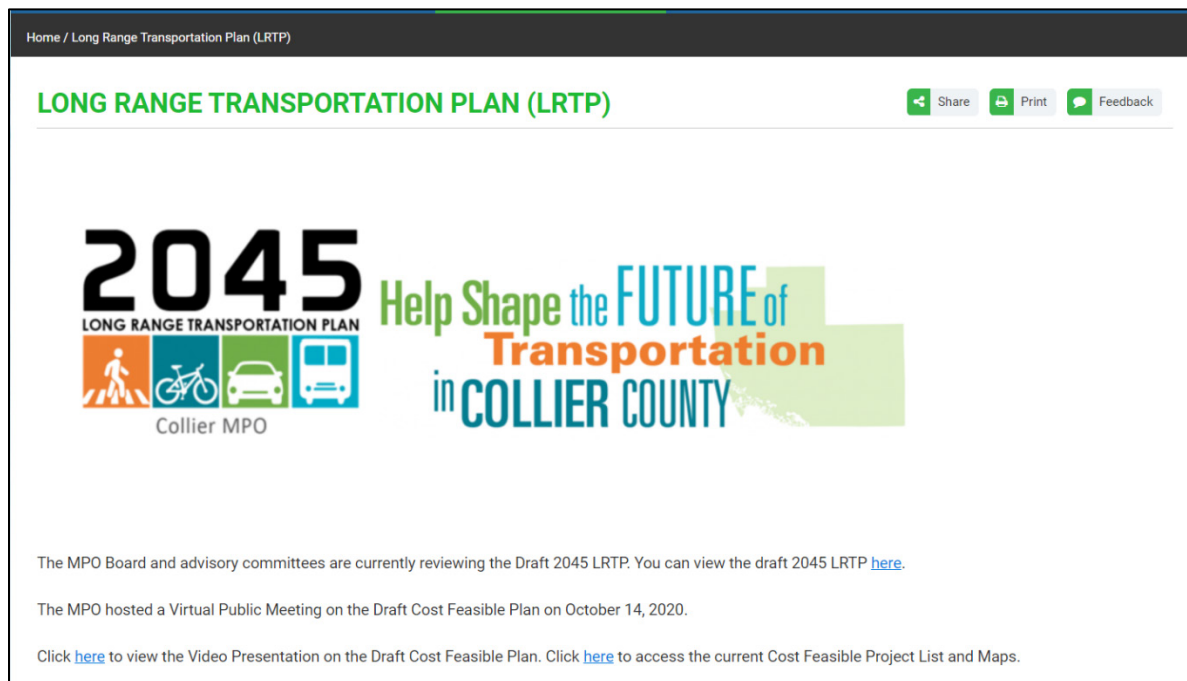 Home / Long Range Transportation Plan (LRTP)
LONG RANGE TRANSPORTATION PLAN (LRTP)
Share
Print
Feedback
2045
LONG RANGE TRANSPORTATION PLAN
Collier MPO
Help Shape the FUTURE of
Transportation
in COLLIER COUNTY
The MPO Board and advisory committees are currently reviewing the Draft 2045 LRTP. You can view the draft 2045 LRTP here.
The MPO hosted a Virtual Public Meeting on the Draft Cost Feasible Plan on October 14, 2020.
Click here to view the Video Presentation on the Draft Cost Feasible Plan. Click here to access the current Cost Feasible Project List and Maps.